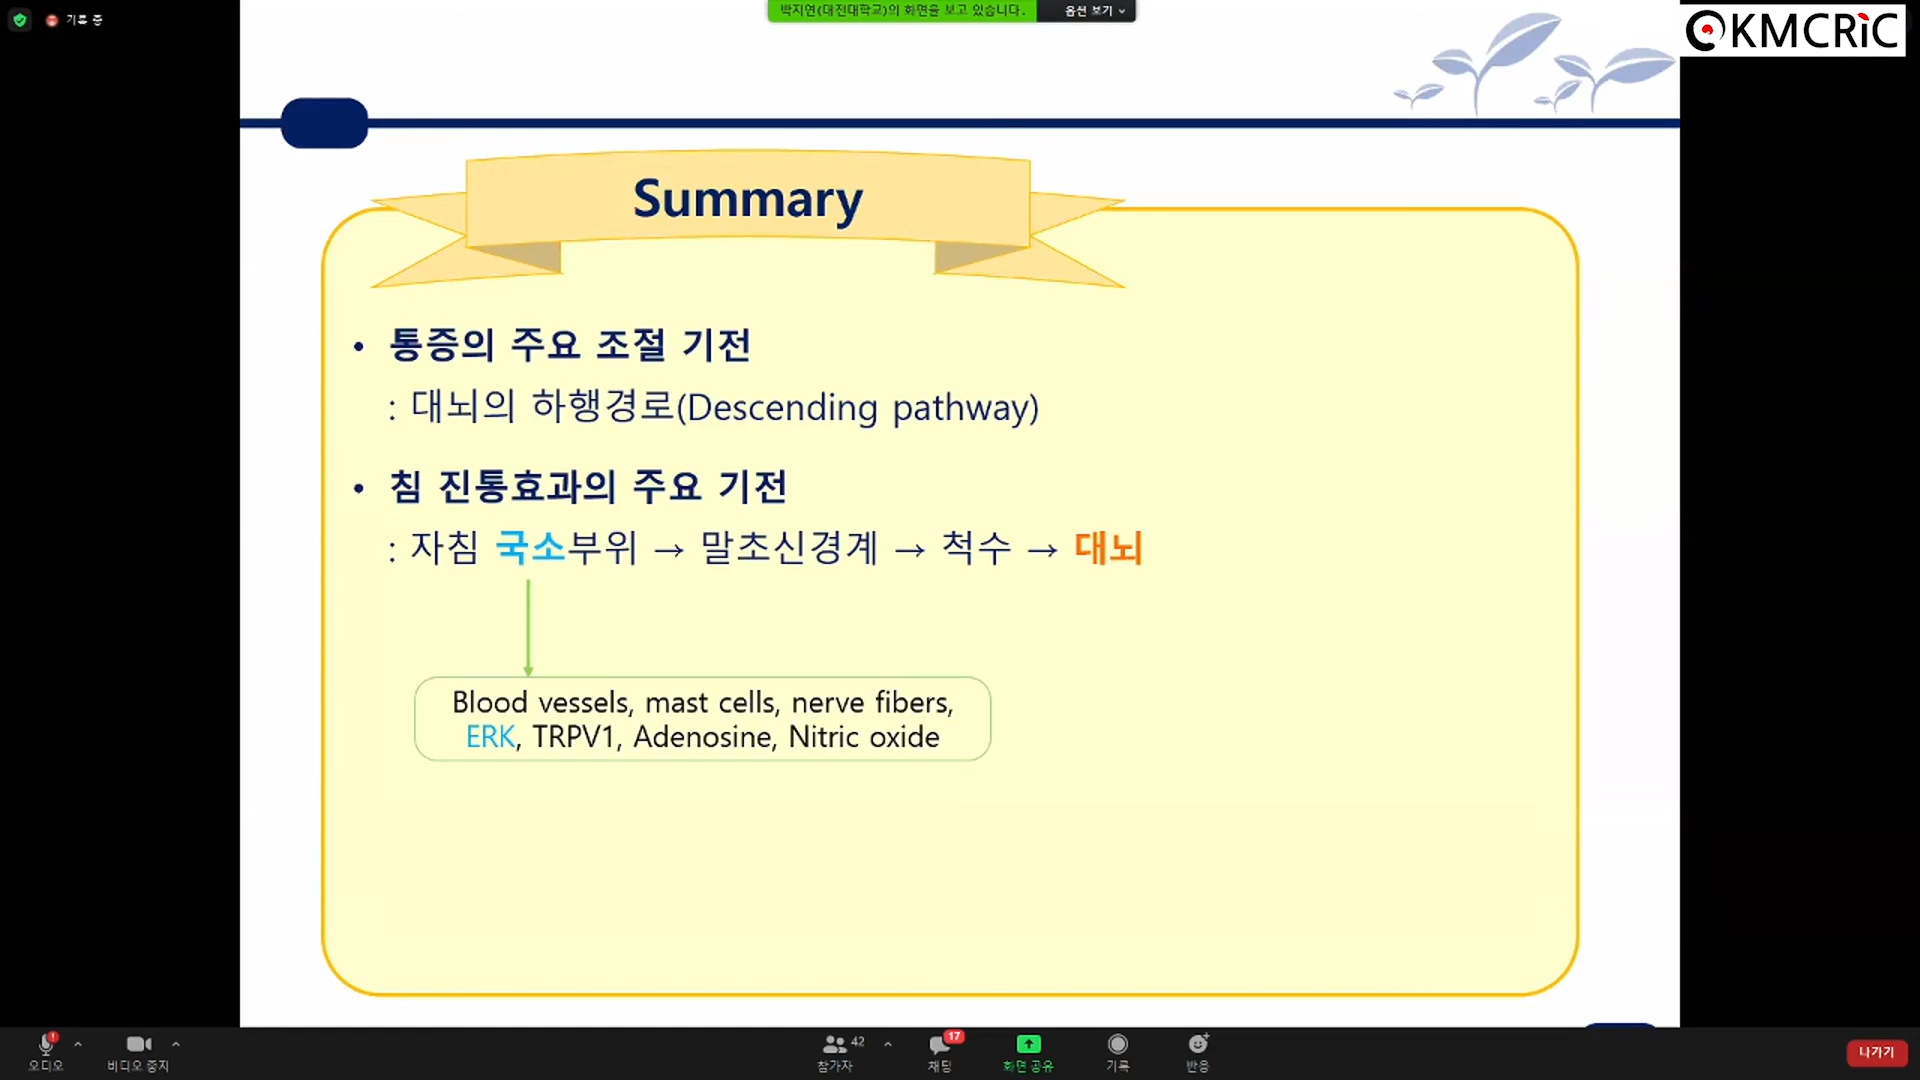 기록 중
박지연(대전대학교)의 화면을 보고 있습니다.
옵션 보기
KMCRiC
Summary
• 통증의 주요 조절 기전
: 대뇌의 하행경로(Descending pathway)
• 침 진통효과의 주요 기전
: 자침 국소부위 → 말초신경계 → 척수 → 대뇌
Blood vessels, mast cells, nerve fibers,
ERK, TRPV1, Adenosine, Nitric oxide
오디오
비디오 중지
참가자
42
채팅
17
화면 공유
기록
반응
나가기